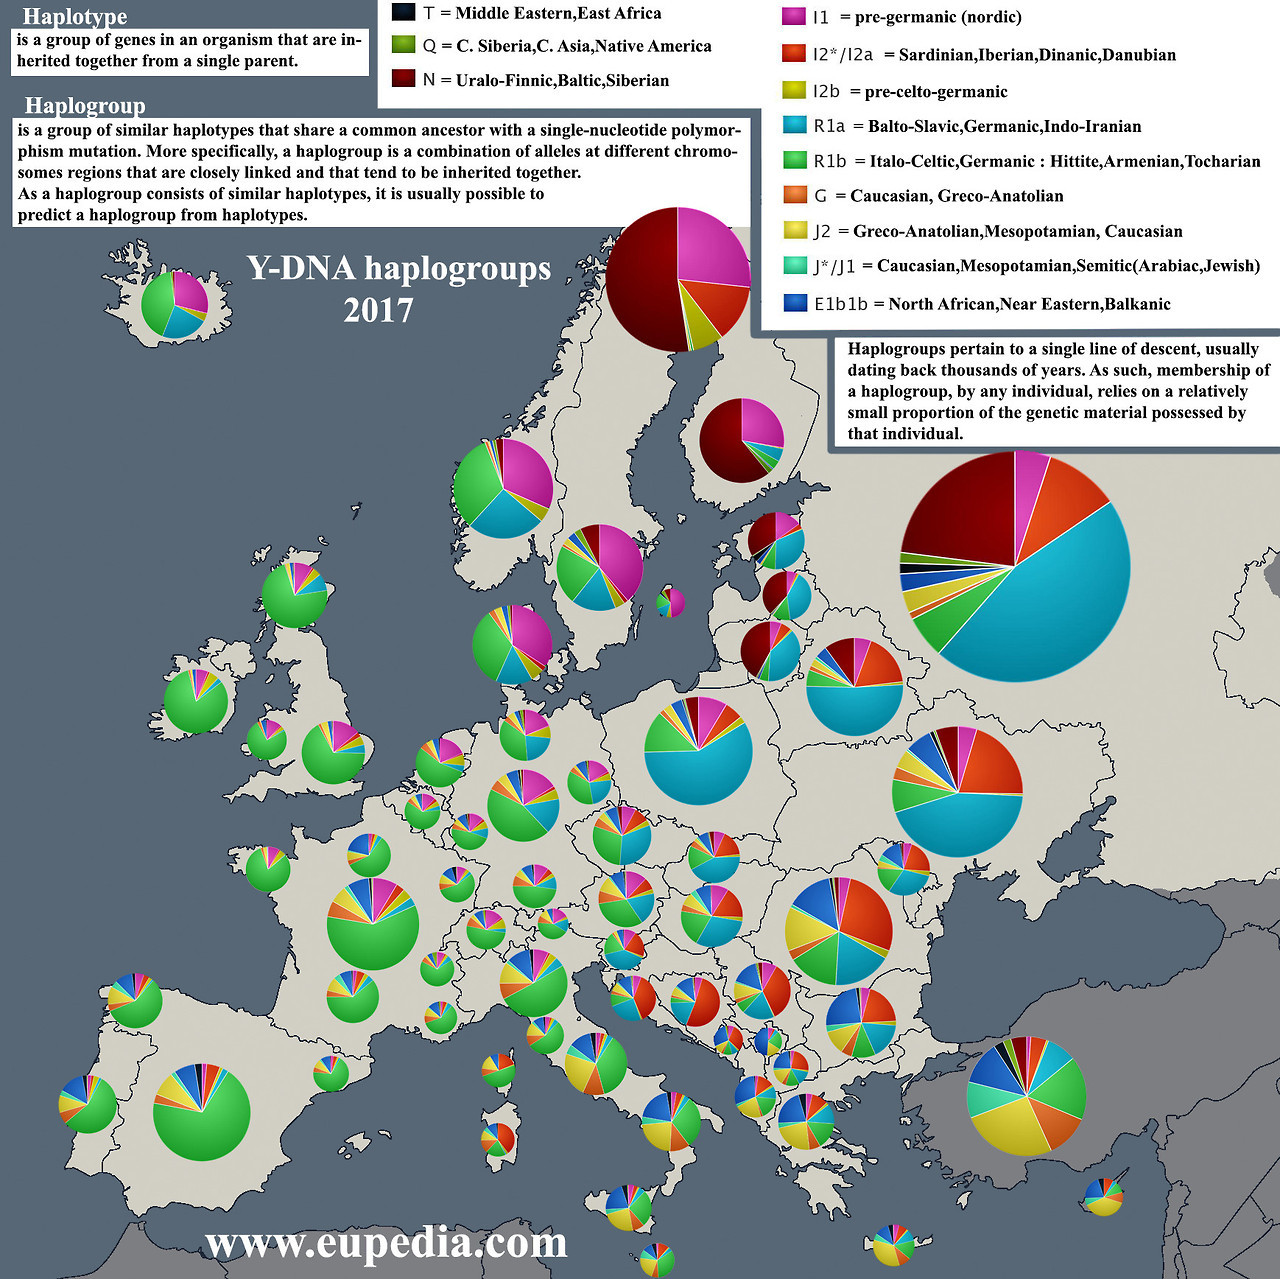 Haplotype
is a group of genes in an organism that are in-
herited together from a single parent.
Haplogroup
is a group of similar haplotypes that share a common ancestor with a single-nucleotide polymor-
phism mutation. More specifically, a haplogroup is a combination of alleles at different chromo-
somes regions that are closely linked and that tend to be inherited together.
As a haplogroup consists of similar haplotypes, it is usually possible to
predict a haplogroup from haplotypes.
T = Middle Eastern,East Africa
Q = C. Siberia,C. Asia,Native America
N = Uralo-Finnic,Baltic,Siberian
I1 = pre-germanic (nordic)
I2*/I2a = Sardinian,Iberian,Dinanic,Danubian
I2b = pre-celto-germanic
R1a = Balto-Slavic,Germanic,Indo-Iranian
R1b = Italo-Celtic,Germanic : Hittite,Armenian,Tocharian
G = Caucasian, Greco-Anatolian
J2 = Greco-Anatolian,Mesopotamian, Caucasian
J*/J1 = Caucasian,Mesopotamian,Semitic(Arabiac,Jewish)
E1b1b = North African,Near Eastern,Balkanic
Haplogroups pertain to a single line of descent, usually
dating back thousands of years. As such, membership of
a haplogroup, by any individual, relies on a relatively
small proportion of the genetic material possessed by
that individual.
Y-DNA haplogroups
2017
www.eupedia.com